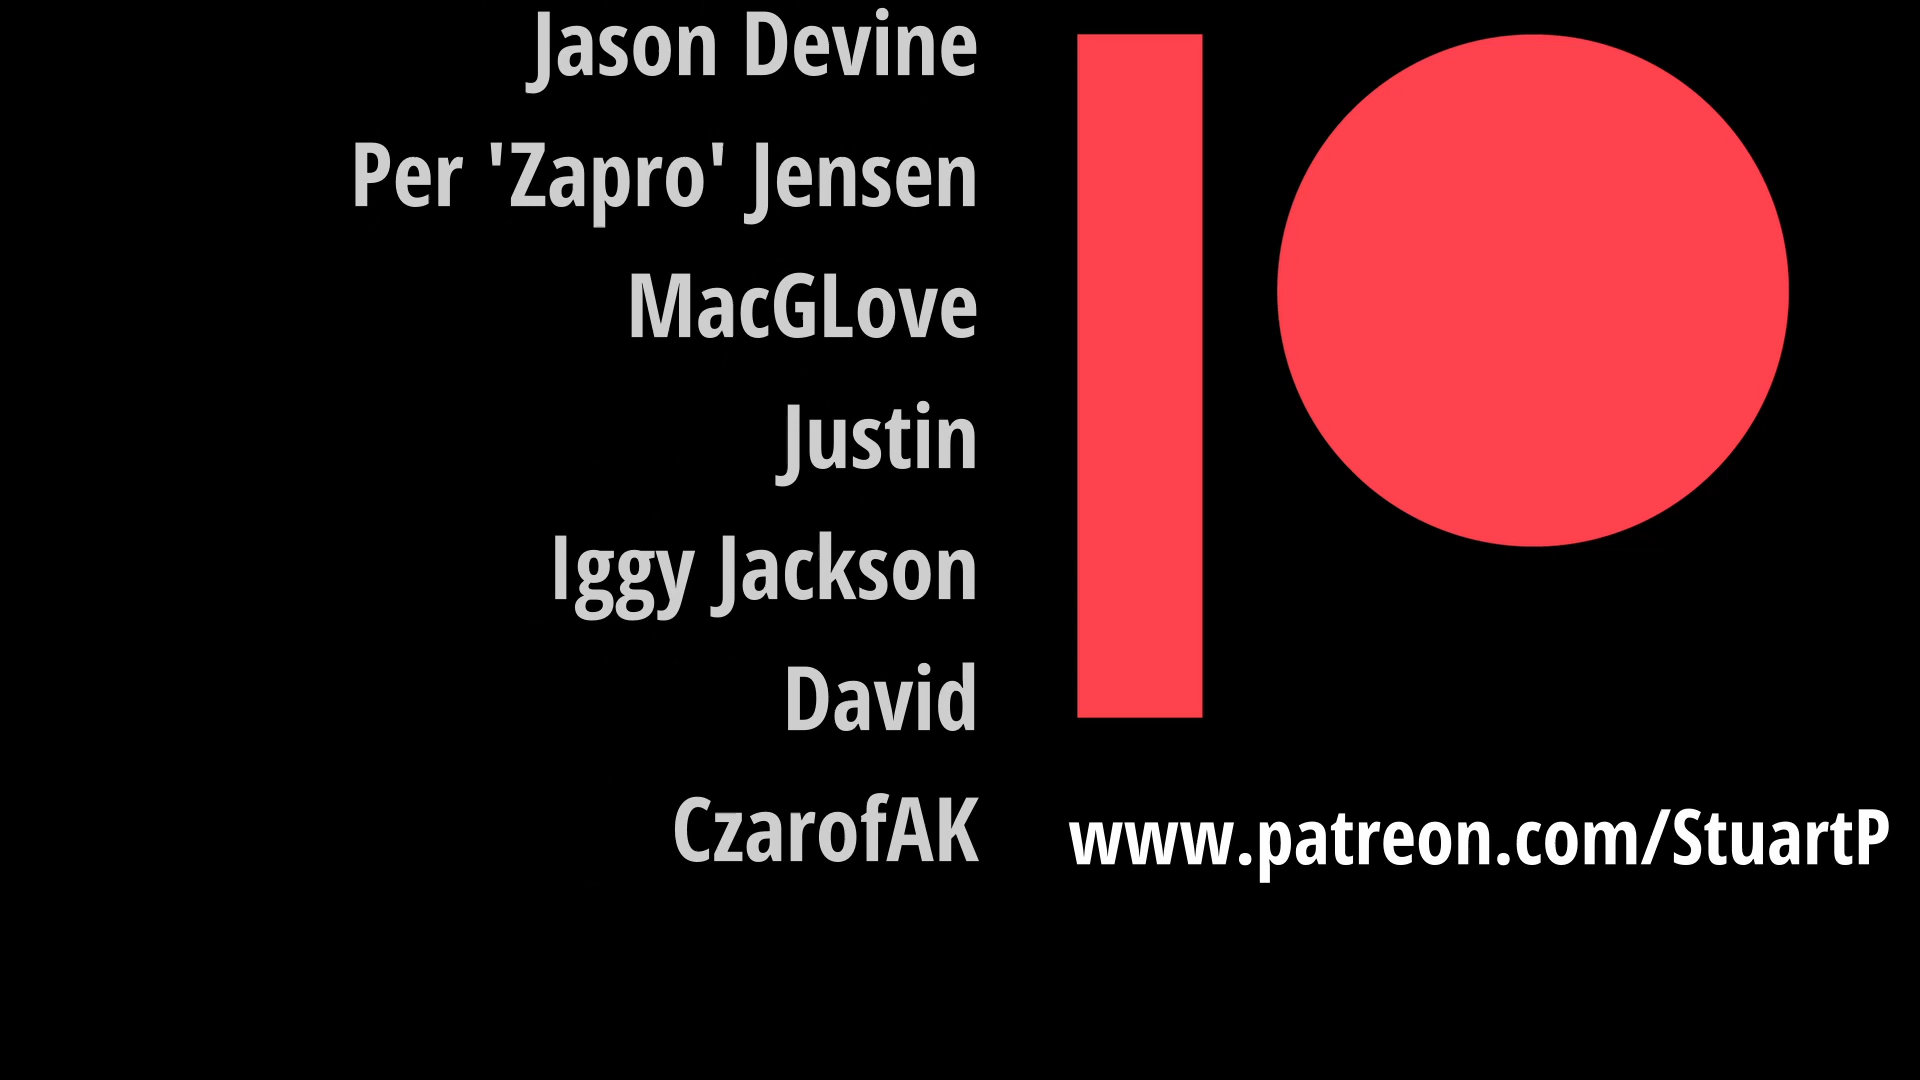 Jason Devine
Per 'Zapro' Jensen
MacGLove
Justin
Iggy Jackson
David
CzarofAK
www.patreon.com/StuartP